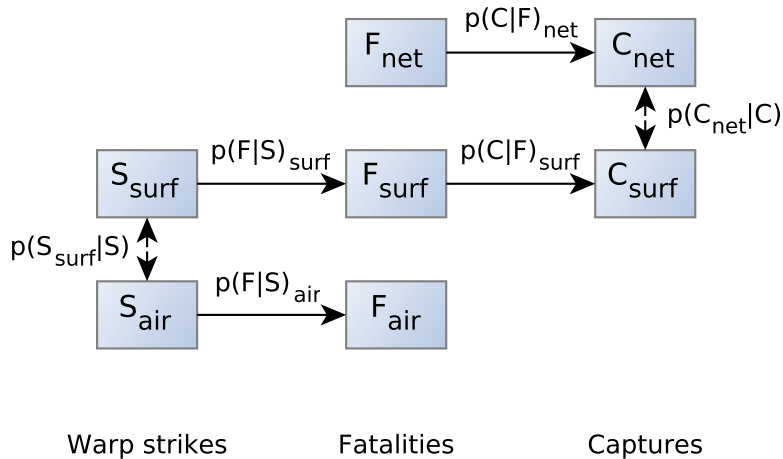 p(C|F)net
Fnet
Cnet
p(Cnet|C)
p(F|S)surf
p(C|F)surf
Ssurf
Fsurf
Csurf
p(Ssurf|S)
p(F|S)air
Sair
Fair
Warp strikes Fatalities Captures